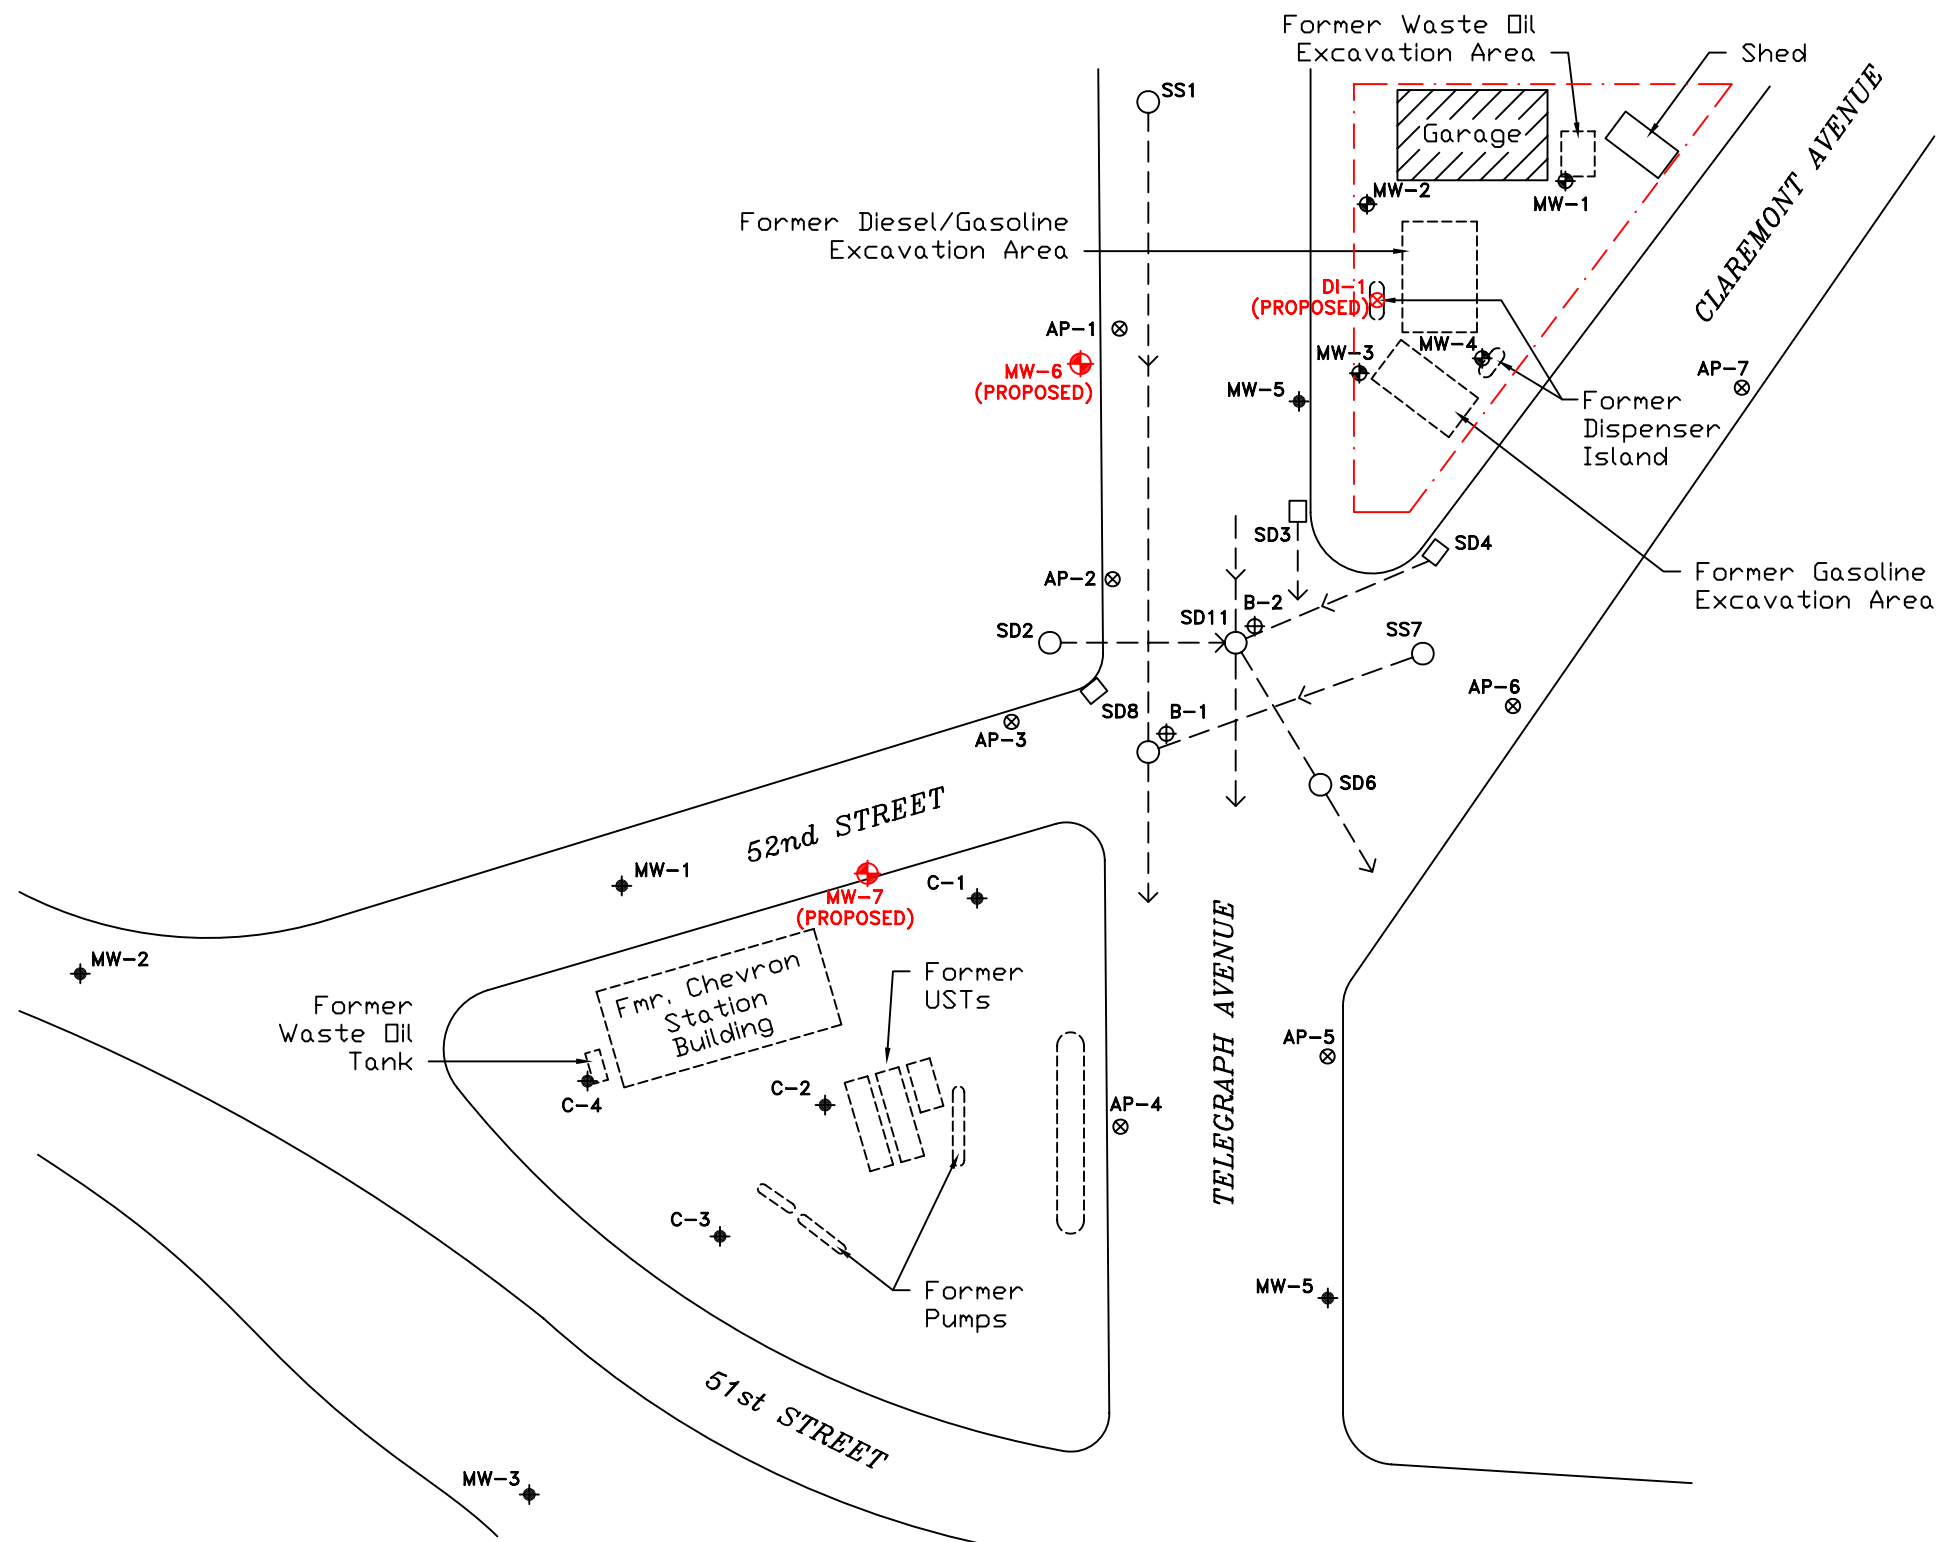 Former Waste Oil
Excavation Area
Shed
SS1
Garage
CLAREMONT AVENUE
MW-2
MW-1
Former Diesel/Gasoline
Excavation Area
DI-1
(PROPOSED)
AP-1
MW-6
(PROPOSED)
MW-3
MW-4
MW-5
AP-7
Former
Dispenser
Island
SD3
SD4
AP-2
Former Gasoline
Excavation Area
B-2
SD11
SD2
SS7
AP-6
SD8
B-1
AP-3
SD6
52nd STREET
MW-1
C-1
MW-7
(PROPOSED)
MW-2
Former
USTs
Fmr. Chevron
Station
Building
Former
Waste Oil
Tank
TELEGRAPH AVENUE
AP-5
C-2
C-4
AP-4
C-3
MW-5
Former
Pumps
51st STREET
MW-3